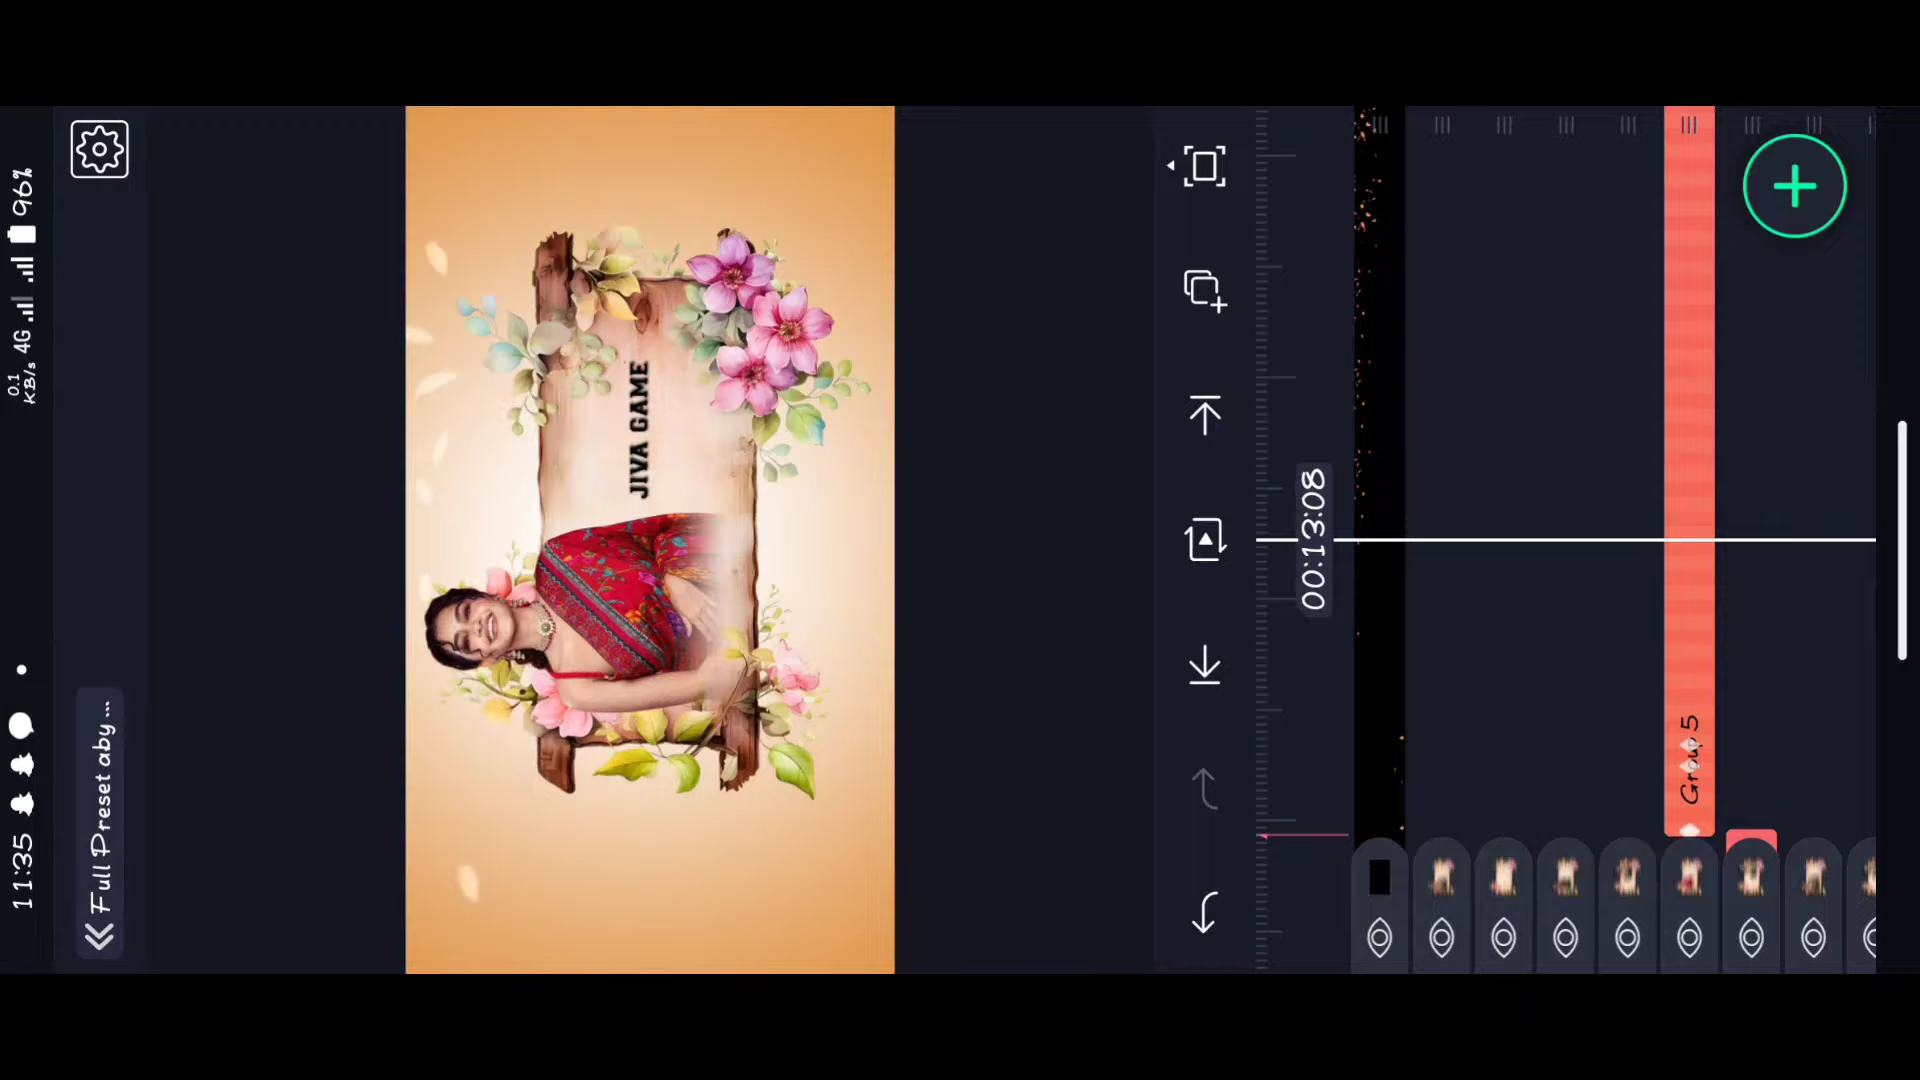 11:35
0.1
KB/s
4G
96%
Full Preset aby...
JIVA GAME
00:13:08
Group 5